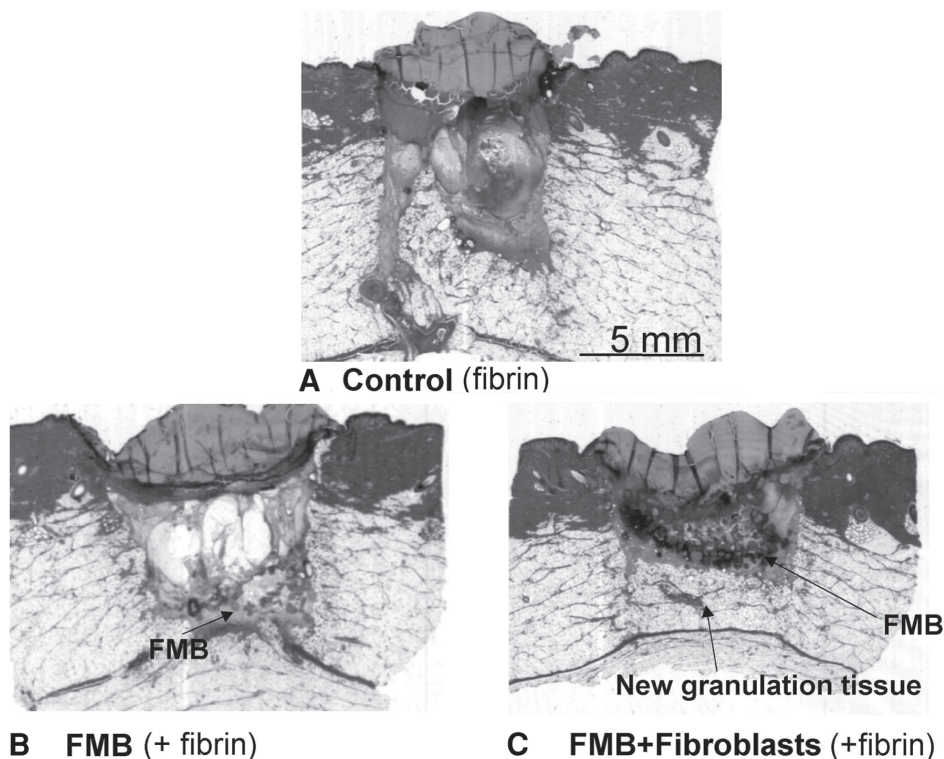 5 mm
A Control (fibrin)
FMB
B FMB (+ fibrin)
FMB
New granulation tissue
C FMB+Fibroblasts (+fibrin)